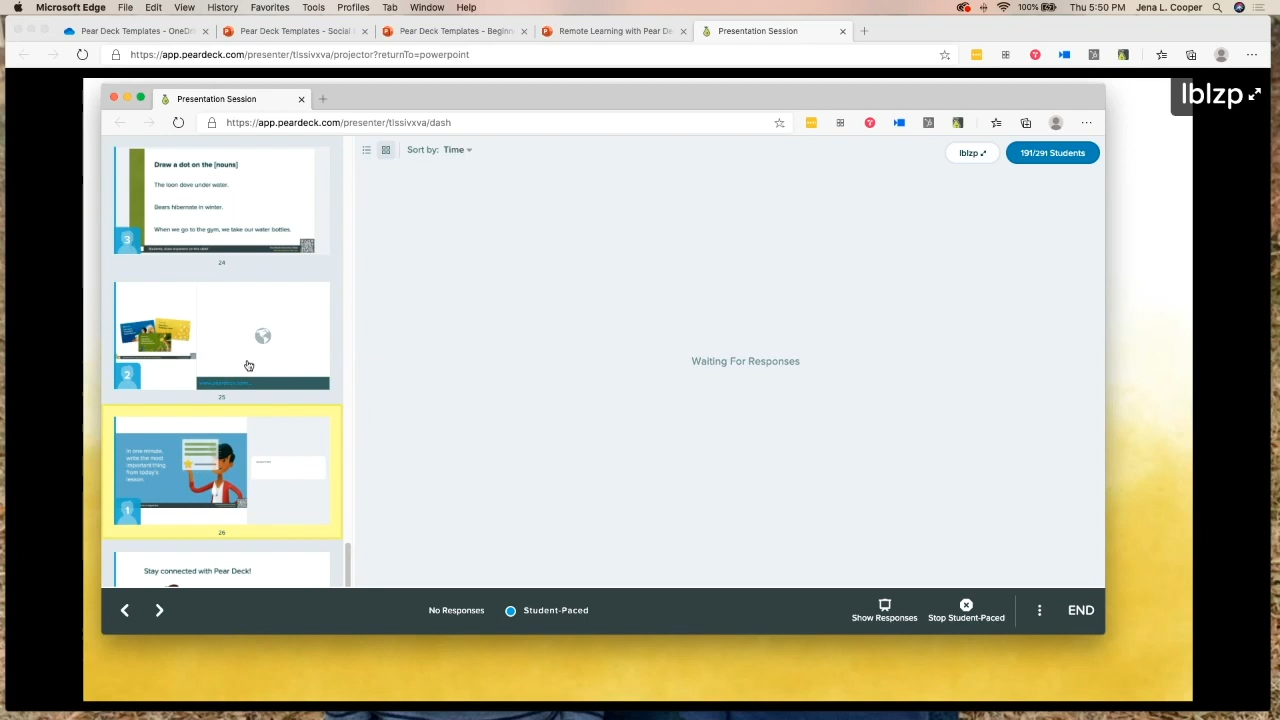 Microsoft Edge File Edit View History Favorites Tools Profiles Tab Window Help 100% Thu 5:50 PM Jena L. Cooper
Pear Deck Templates - OneDri
Pear Deck Templates - Social
Pear Deck Templates - Beginn
Remote Learning with Pear De
Presentation Session
https://app.peardeck.com/presenter/tlssivxva/projector?returnTo=powerpoint
lblzp
Presentation Session
https://app.peardeck.com/presenter/tlssivxva/dash
Sort by: Time
lblzp
191/291 Students
Draw a dot on the [nouns]
The loon dove under water.
Bears hibernate in winter.
When we go to the gym, we take our water bottles.
3
24
2
25
In one minute,
write the most
important thing
from today's
lesson.
1
26
Stay connected with Pear Deck!
Waiting For Responses
No Responses
Student-Paced
Show Responses
Stop Student-Paced
END